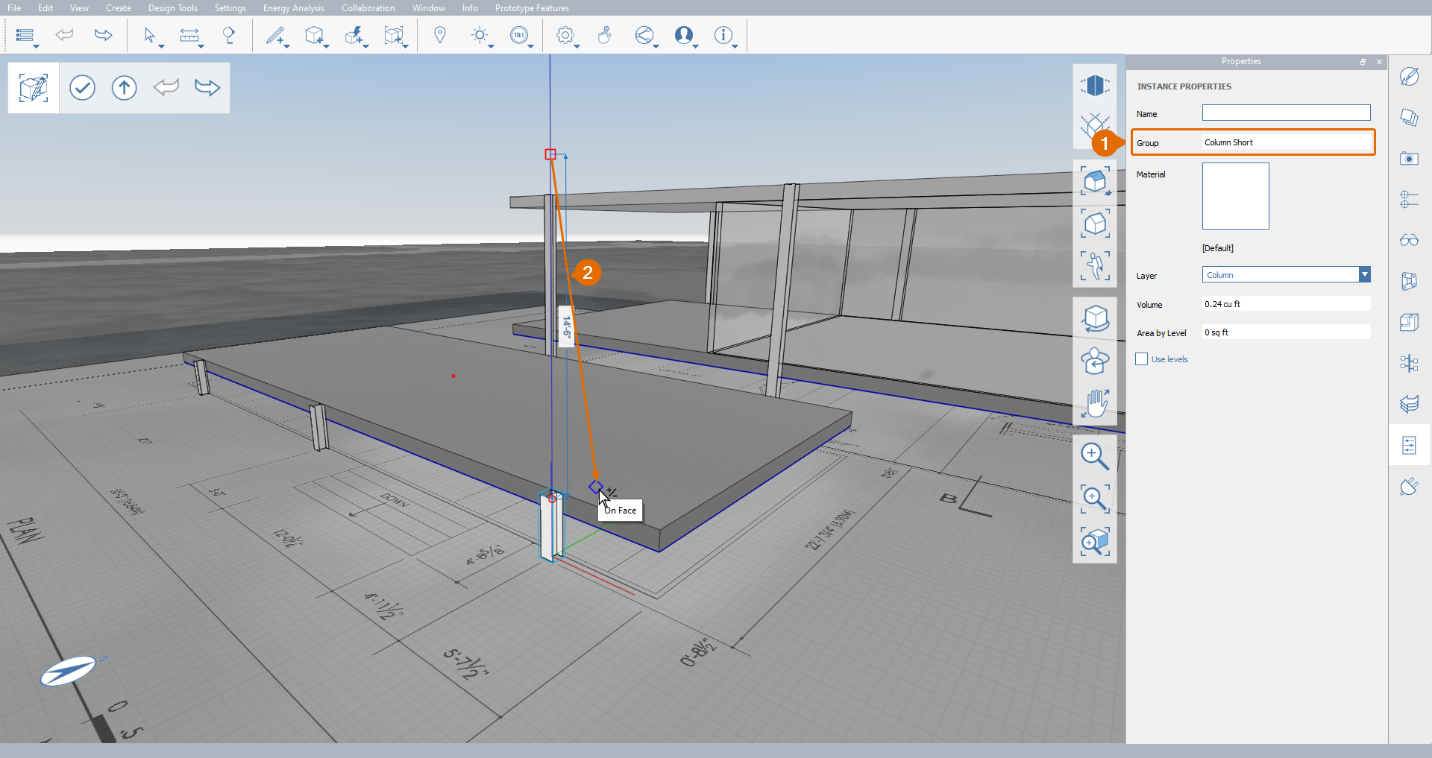 File Edit View Create Design Tools Settings Energy Analysis Collaboration Window Info Prototype Features
Properties
INSTANCE PROPERTIES
Name
1
Group Column Short
Material
[Default]
Layer Column
Volume 0.24 cu ft
Area by Level 0 sq ft
Use levels
2
14'-6"
On Face
DOWN
PLAN
B
12'-0½"
4'-8⅝"
4'-11½"
5'-7½"
0'-8½"
0 .5